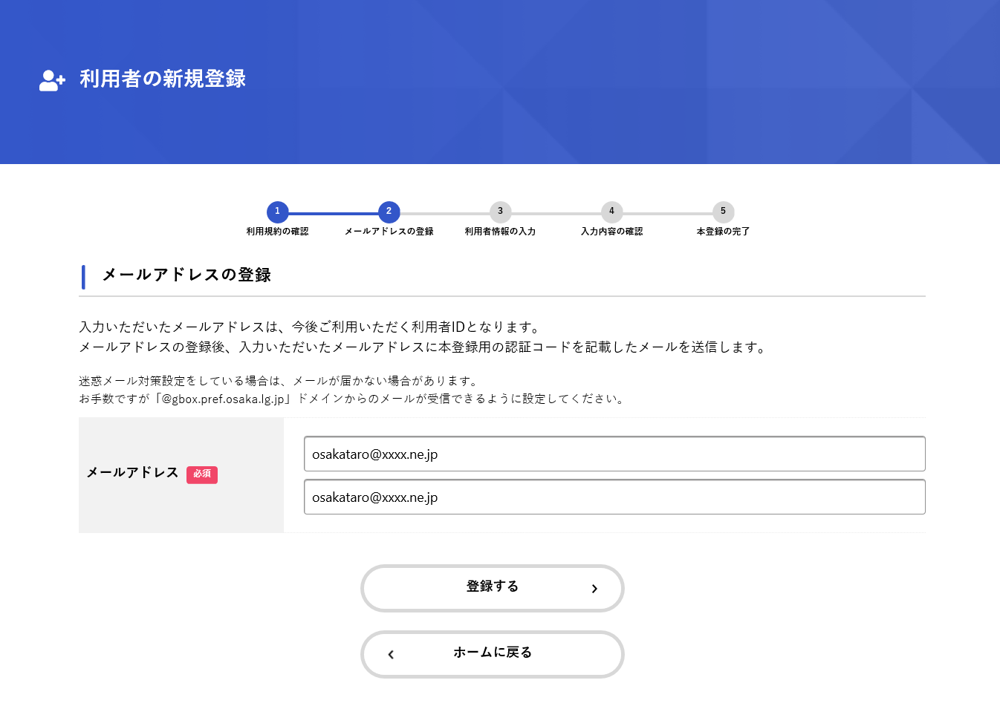 利用者の新規登録
1 2 3 4 5
利用規約の確認 メールアドレスの登録 利用者情報の入力 入力内容の確認 本登録の完了
メールアドレスの登録
入力いただいたメールアドレスは、今後ご利用いただく利用者IDとなります。
メールアドレスの登録後、入力いただいたメールアドレスに本登録用の認証コードを記載したメールを送信します。
迷惑メール対策設定をしている場合は、メールが届かない場合があります。
お手数ですが「@gbox.pref.osaka.lg.jp」ドメインからのメールが受信できるように設定してください。
メールアドレス 必須
osakataro@xxxx.ne.jp
osakataro@xxxx.ne.jp
登録する
ホームに戻る